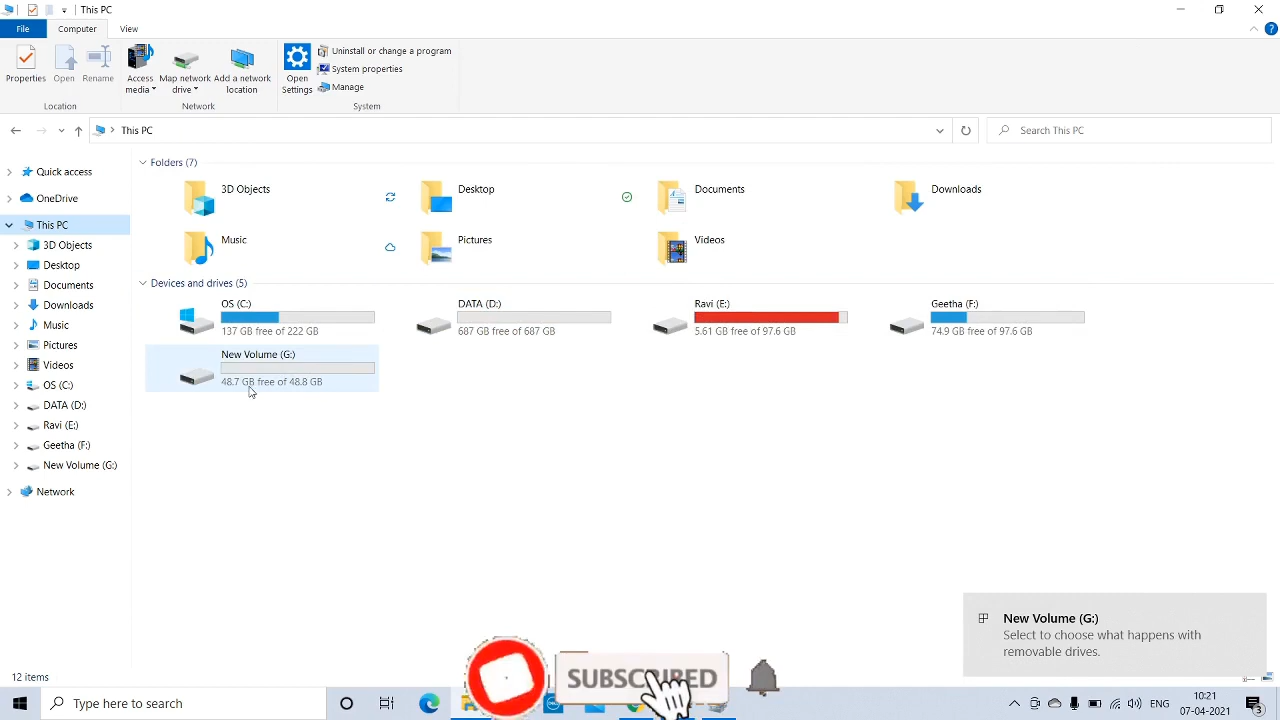 This PC
File
Computer
View
Properties
Open
Rename
Access media
Map network drive
Add a network location
Open Settings
Uninstall or change a program
System properties
Manage
Location
Network
System
This PC
Search This PC
Quick access
OneDrive
This PC
3D Objects
Desktop
Documents
Downloads
Music
Pictures
Videos
OS (C:)
DATA (D:)
Ravi (E:)
Geetha (F:)
New Volume (G:)
Network
Folders (7)
3D Objects
Desktop
Documents
Downloads
Music
Pictures
Videos
Devices and drives (5)
OS (C:)
137 GB free of 222 GB
DATA (D:)
687 GB free of 687 GB
Ravi (E:)
5.61 GB free of 97.6 GB
Geetha (F:)
74.9 GB free of 97.6 GB
New Volume (G:)
48.7 GB free of 48.8 GB
New Volume (G:)
Select to choose what happens with
removable drives.
12 items
SUBSCRIBED
Type here to search
ENG
10:21
07-04-2021
3